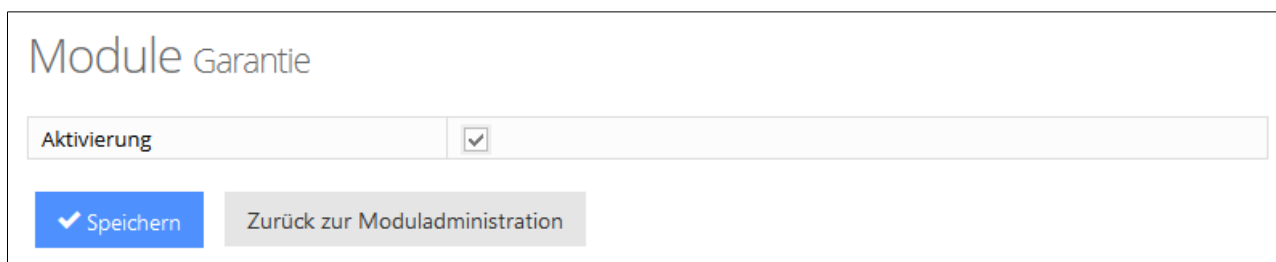 Module Garantie
Aktivierung
Speichern Zurück zur Moduladministration